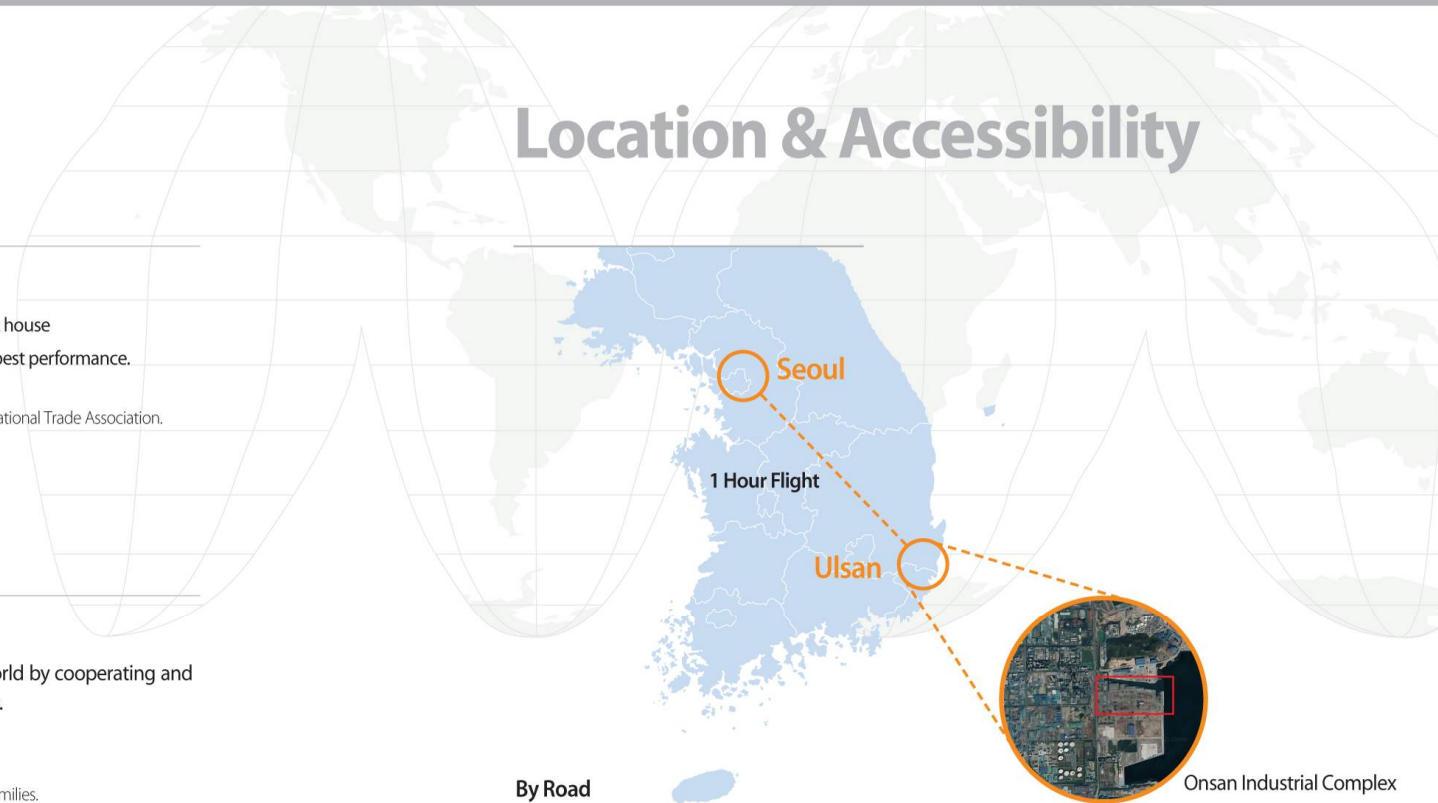 Location & Accessibility
house
best performance.
ational Trade Association.
rld by cooperating and
milies.
Seoul
1 Hour Flight
Ulsan
Onsan Industrial Complex
By Road